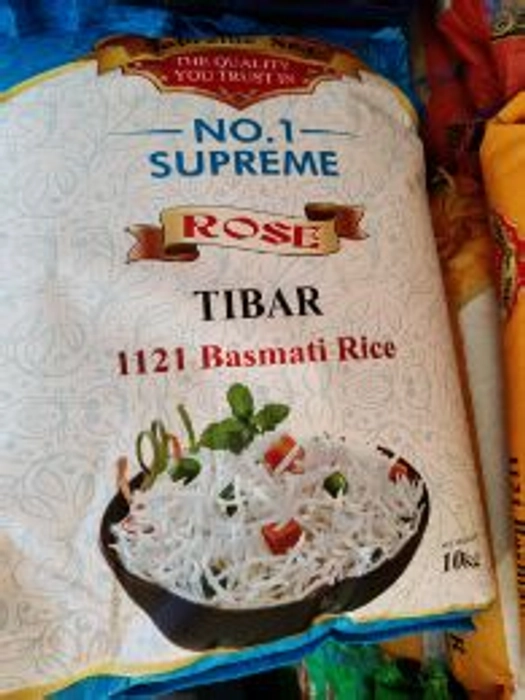 THE QUALITY
YOU TRUST IN
NO.1
SUPREME
ROSE
TIBAR
1121 Basmati Rice
10KG